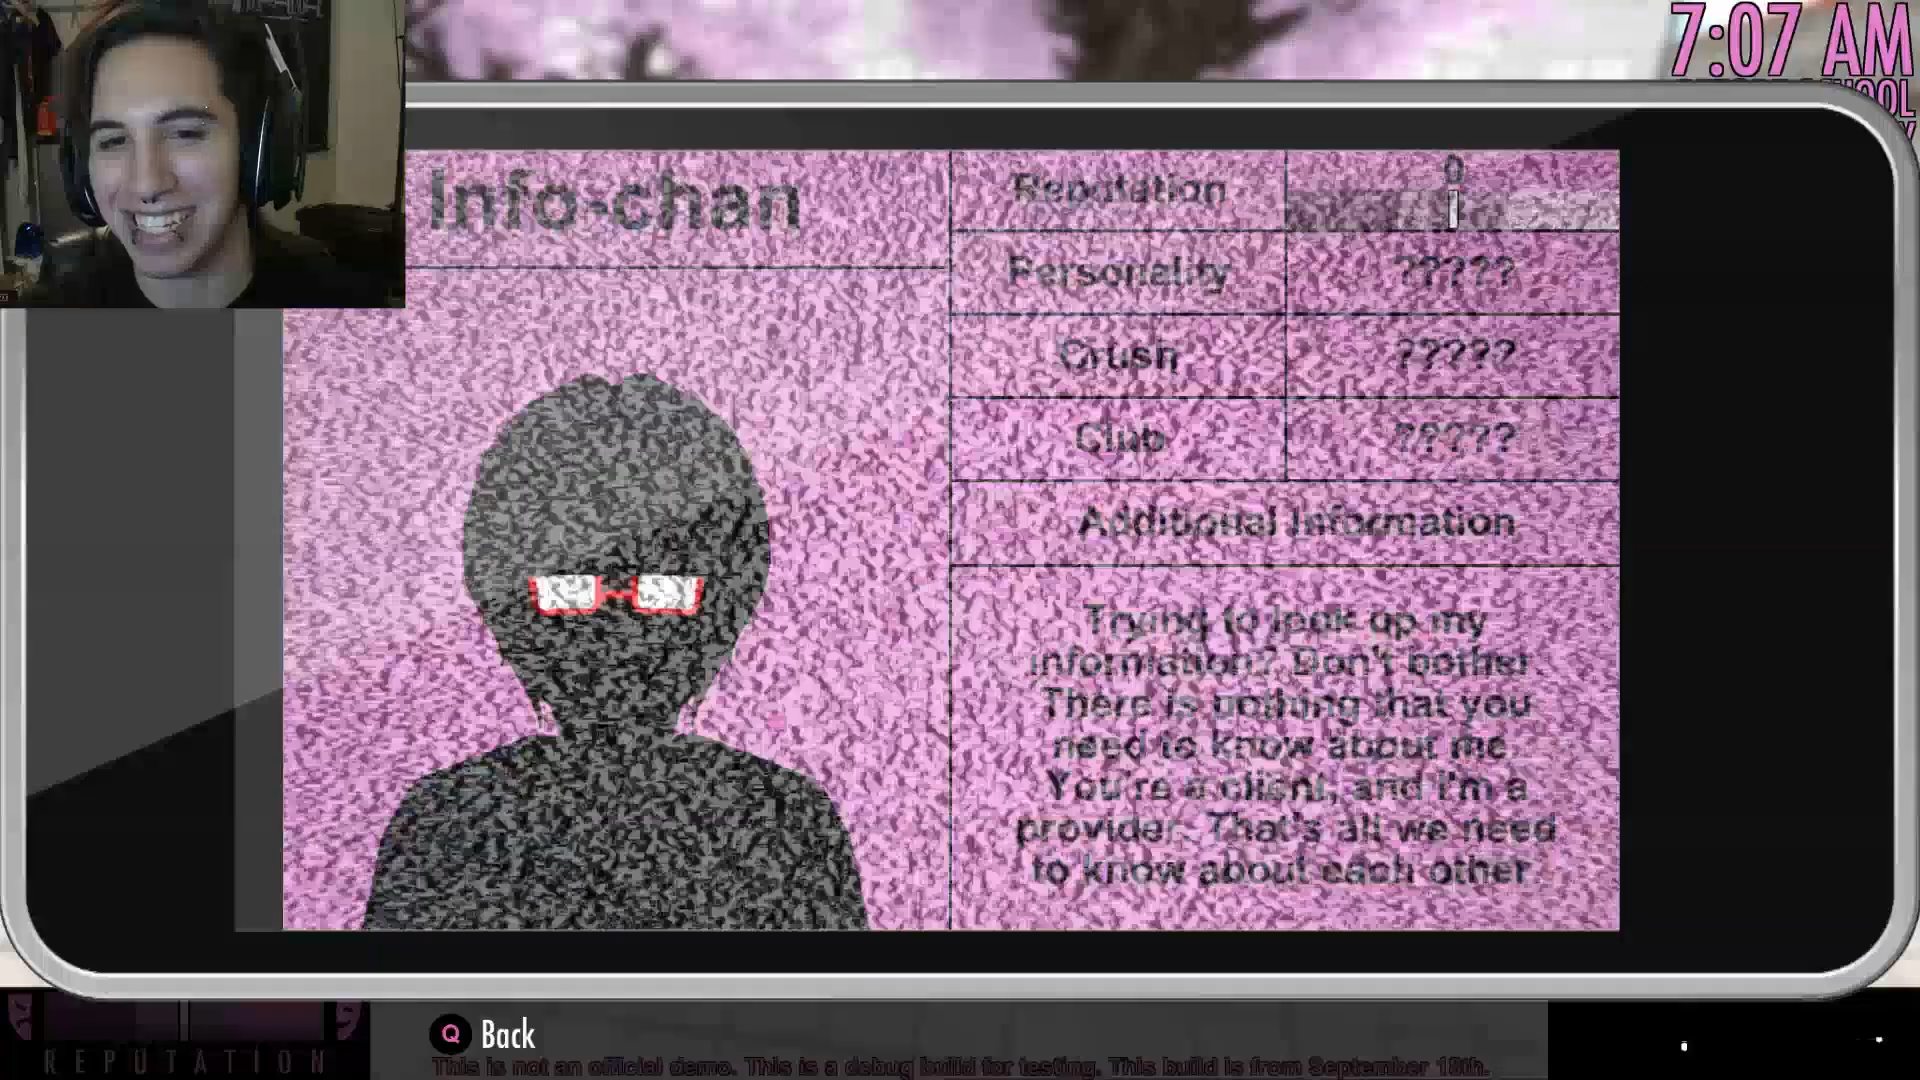 7:07 AM
Info-chan
Reputation
0
Personality
?????
Crush
?????
Club
?????
Additional Information
Trying to look up my
information? Don't bother.
There is nothing that you
need to know about me.
You're a client, and I'm a
provider. That's all we need
to know about each other.
Q Back
REPUTATION
This is not an official demo. This is a debug build for testing. This build is from September 15th.